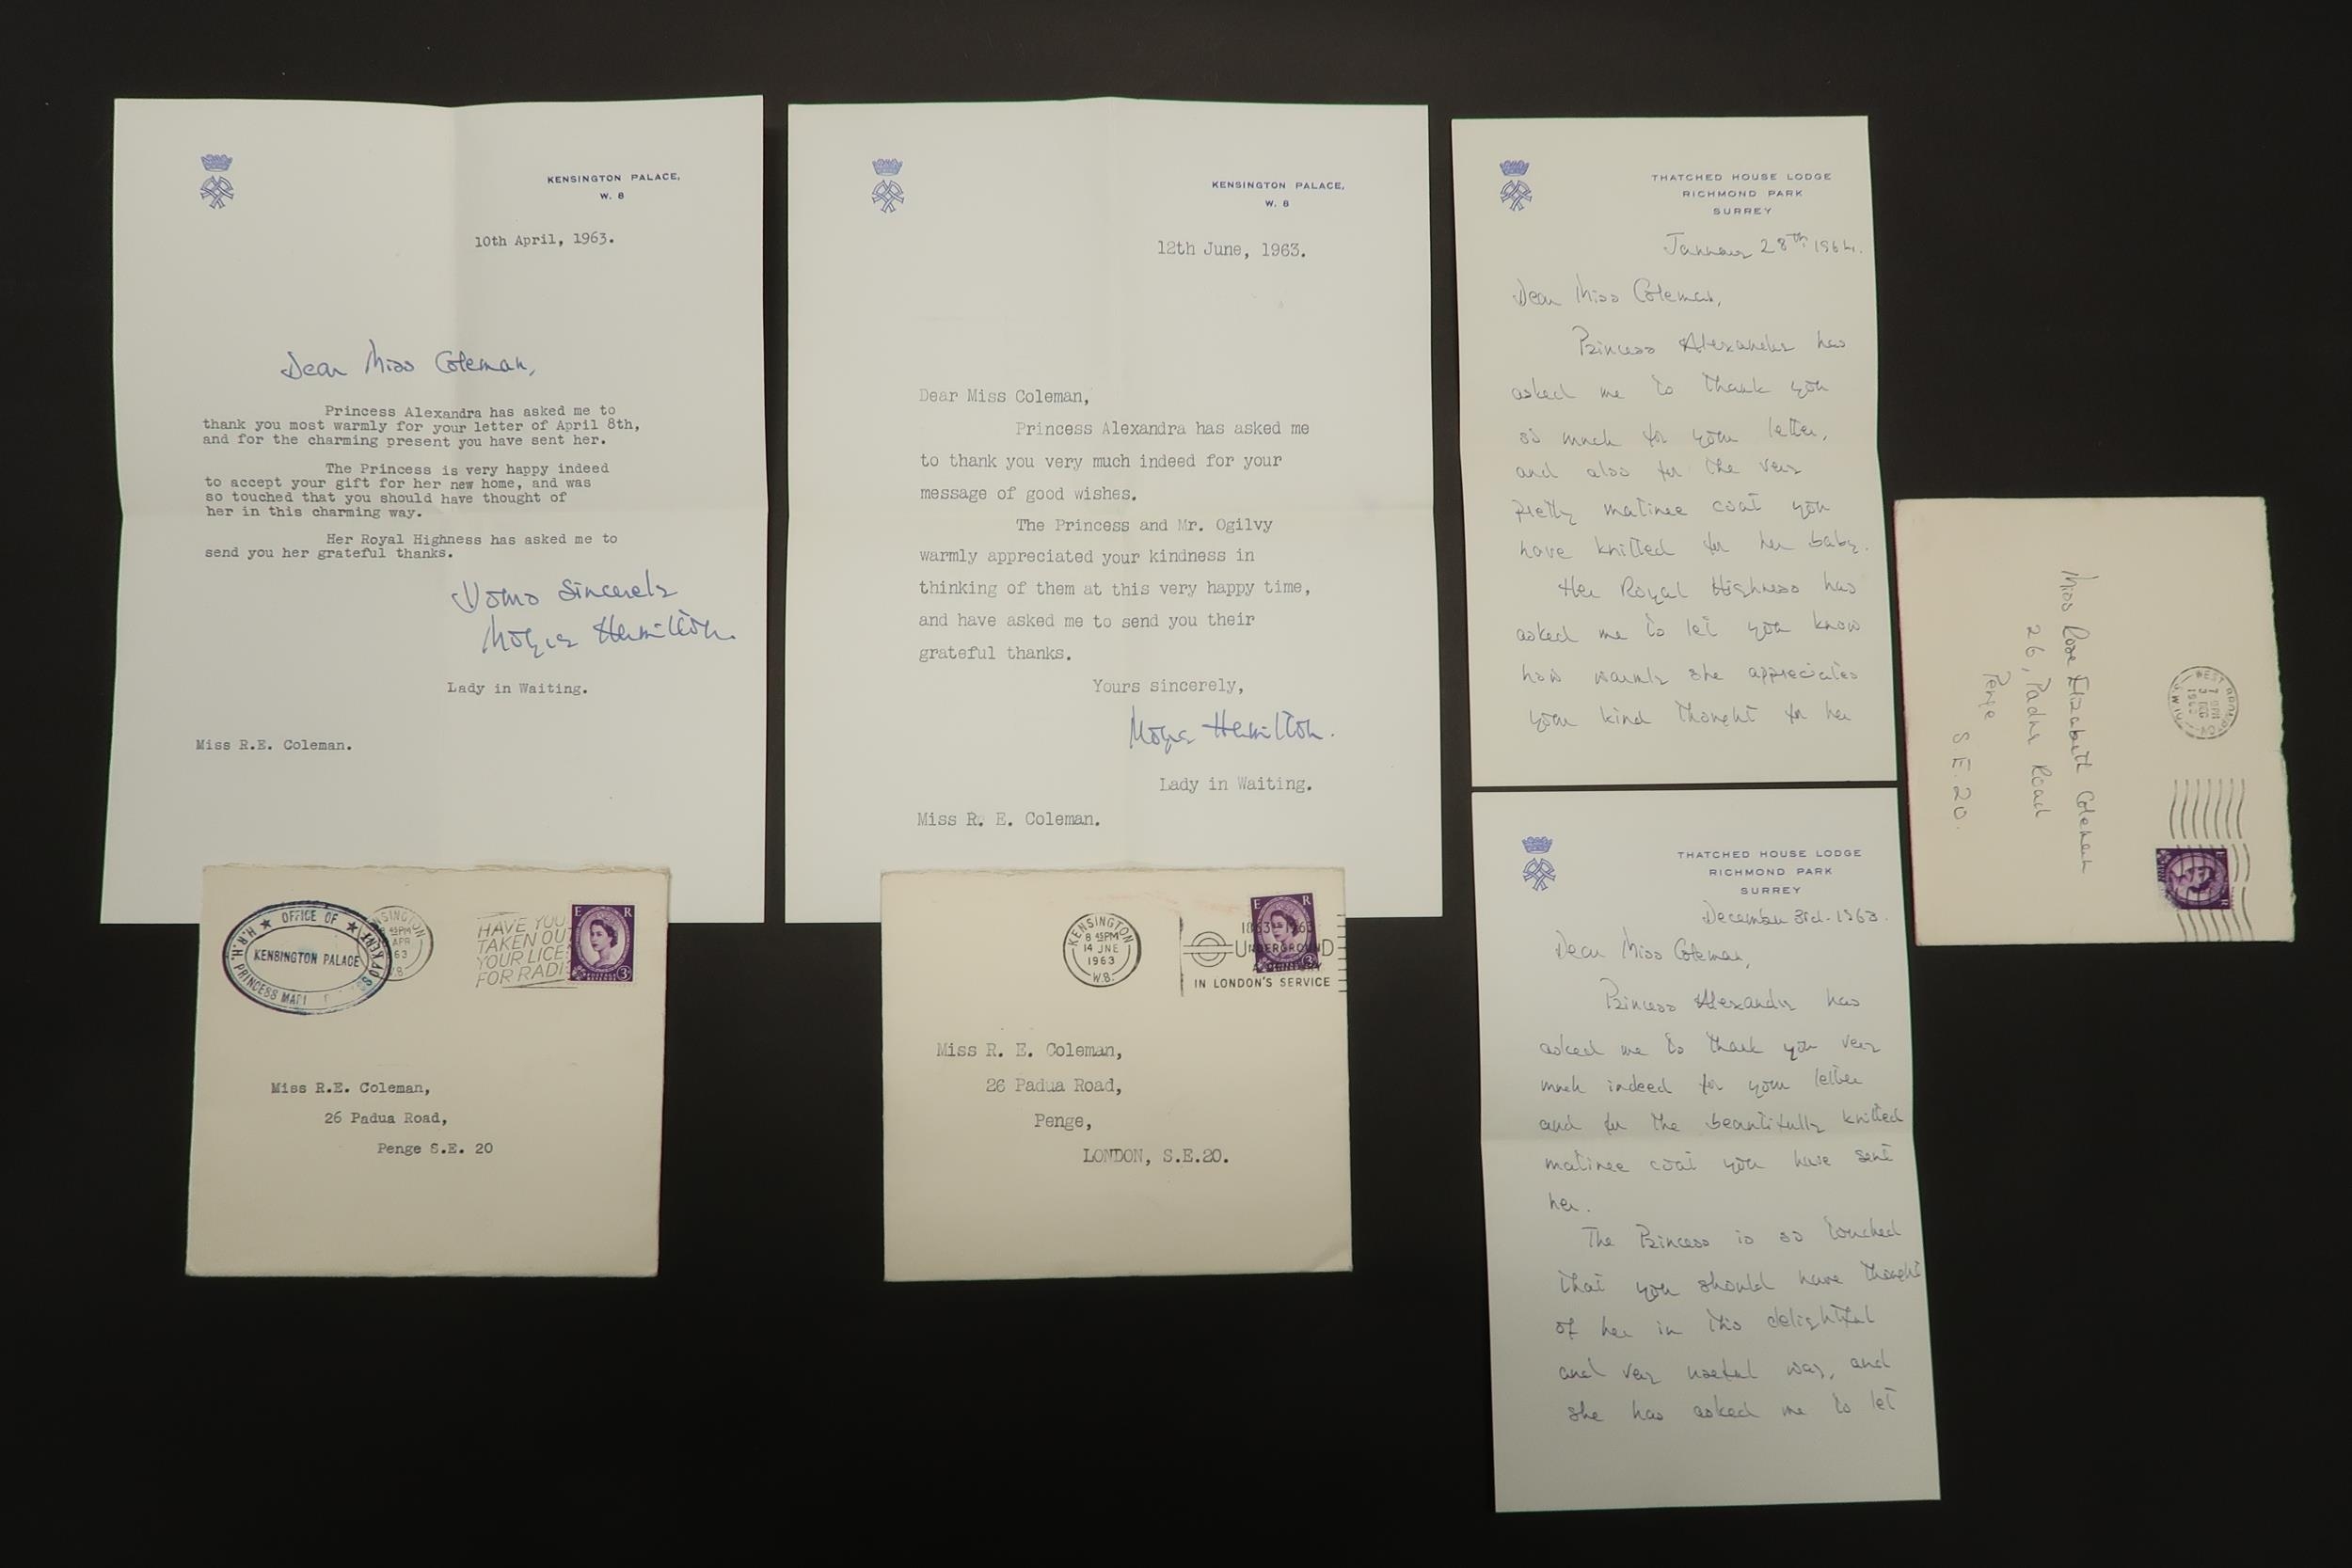 KENSINGTON PALACE,
W. 8
10th April, 1963.
Dear Miss Coleman,
Princess Alexandra has asked me to
thank you most warmly for your letter of April 8th,
and for the charming present you have sent her.
The Princess is very happy indeed
to accept your gift for her new home, and was
so touched that you should have thought of
her in this charming way.
Her Royal Highness has asked me to
send you her grateful thanks.
Yours sincerely
Moyra Hamilton.
Lady in Waiting.
Miss R.E. Coleman.
OFFICE OF
H.R.H. PRINCESS
KENSINGTON PALACE
HAVE YOU
TAKEN OUT
YOUR LICE
FOR RADI
E R
3
Miss R.E. Coleman,
26 Padua Road,
Penge S.E. 20
KENSINGTON PALACE,
W. 8
12th June, 1963.
Dear Miss Coleman,
Princess Alexandra has asked me
to thank you very much indeed for your
message of good wishes.
The Princess and Mr. Ogilvy
warmly appreciated your kindness in
thinking of them at this very happy time,
and have asked me to send you their
grateful thanks.
Yours sincerely,
Moyra Hamilton.
Lady in Waiting.
Miss R. E. Coleman.
KENSINGTON
8 45PM
14 JNE
1963
W.8.
1863-1963
UNDERGROUND
A CENTURY
IN LONDON'S SERVICE
E R
Miss R. E. Coleman,
26 Padua Road,
Penge,
LONDON, S.E.20.
THATCHED HOUSE LODGE
RICHMOND PARK
SURREY
January 28th 1964.
Dear Miss Coleman,
Princess Alexandra has
asked me to thank you
so much for your letter,
and also for the very
pretty matinee coat you
have knitted for her baby.
Her Royal Highness has
asked me to let you know
how warmly she appreciates
your kind thought for her
THATCHED HOUSE LODGE
RICHMOND PARK
SURREY
December 3rd. 1963.
Dear Miss Coleman,
Princess Alexandra has
asked me to thank you very
much indeed for your letter
and for the beautifully knitted
matinee coat you have sent
her.
The Princess is so touched
that you should have thought
of her in this delightful
and very useful way, and
she has asked me to let
Miss Rose Elizabeth Coleman
26, Padua Road
Penge
S.E.20.